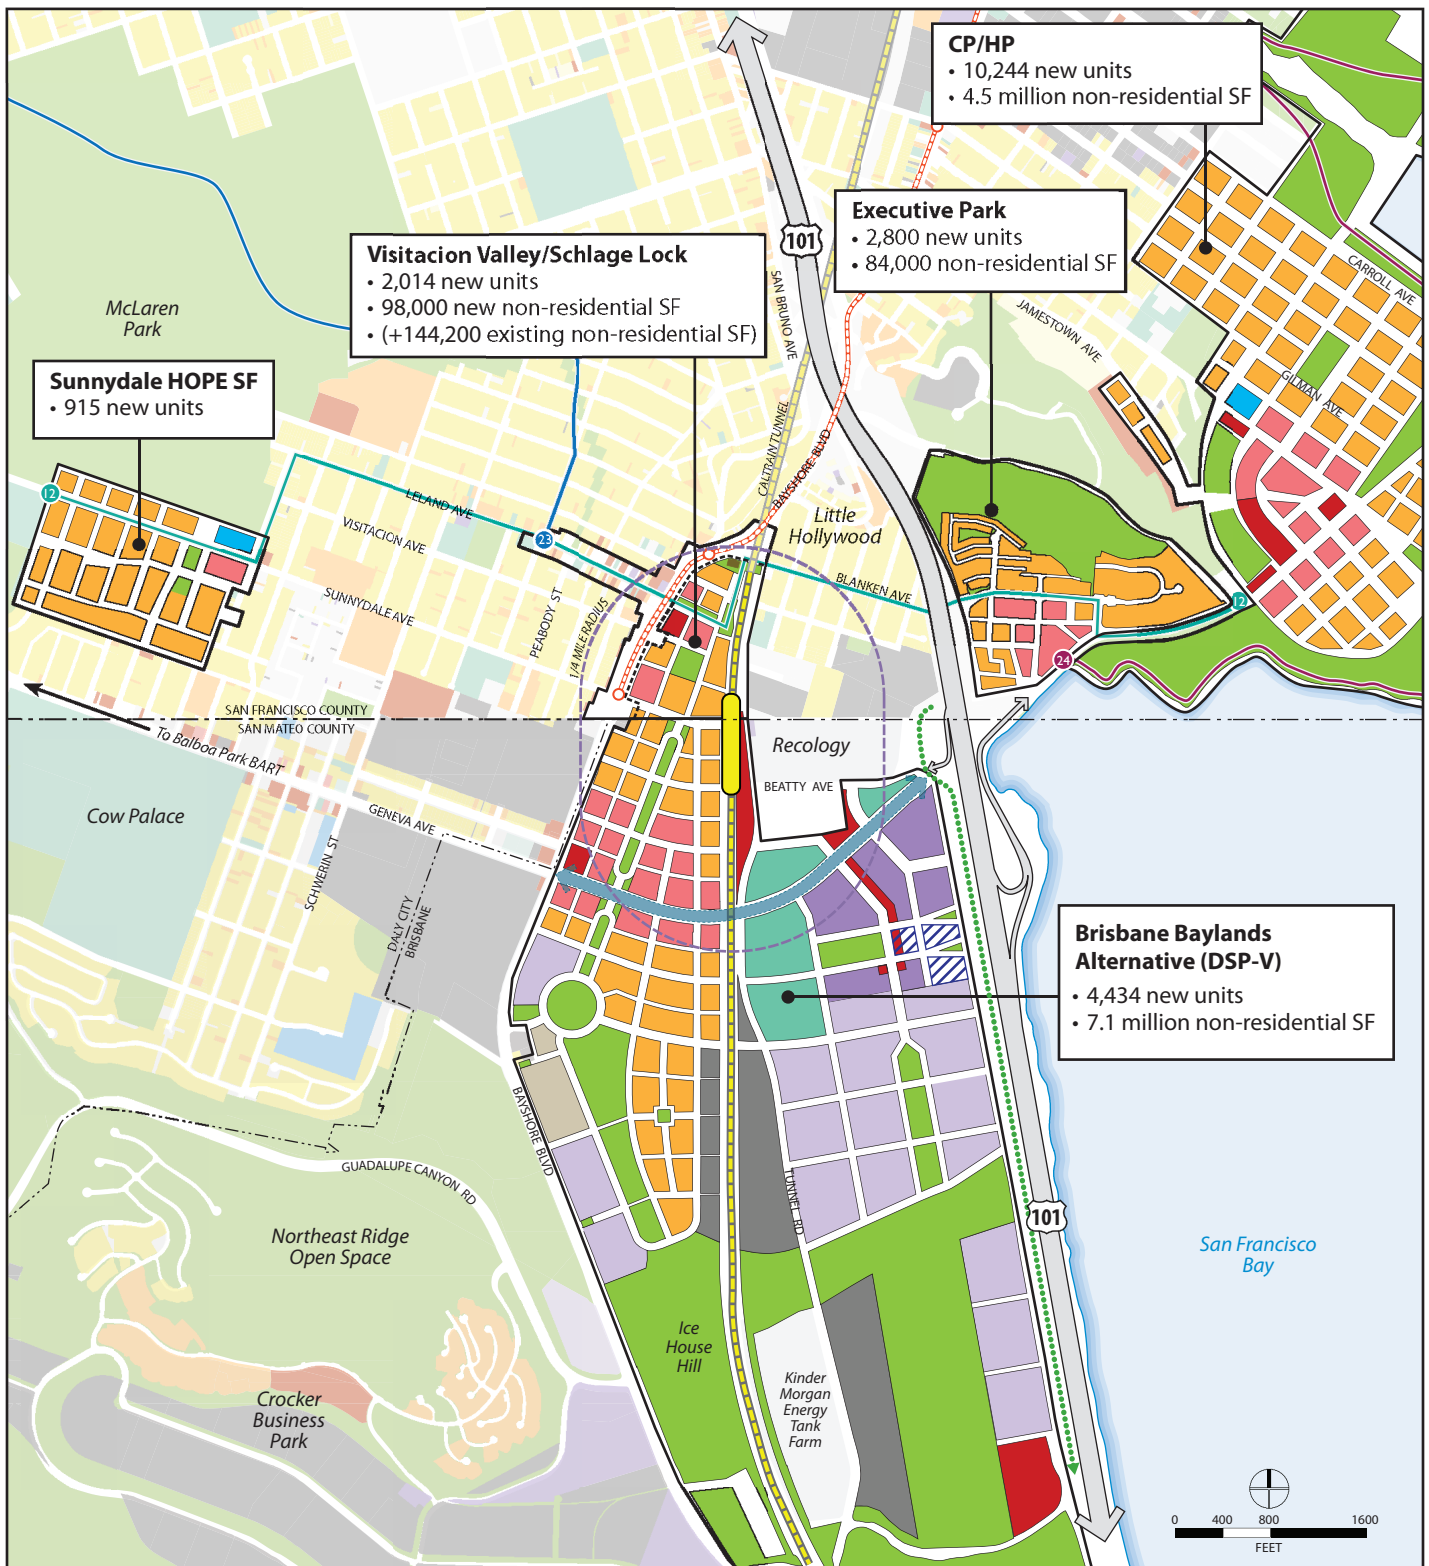 CP/HP
• 10,244 new units
• 4.5 million non-residential SF
Executive Park
• 2,800 new units
• 84,000 non-residential SF
Visitacion Valley/Schlage Lock
• 2,014 new units
• 98,000 new non-residential SF
• (+144,200 existing non-residential SF)
Sunnydale HOPE SF
• 915 new units
Brisbane Baylands
Alternative (DSP-V)
• 4,434 new units
• 7.1 million non-residential SF
McLaren
Park
101
SAN BRUNO AVE
CARROLL AVE
JAMESTOWN AVE
GILMAN AVE
CALTRAIN TUNNEL
BAYSHORE BLVD
Little
Hollywood
12
LELAND AVE
23
VISITACION AVE
SUNNYDALE AVE
PEABODY ST
1/4 MILE RADIUS
BLANKEN AVE
12
24
SAN FRANCISCO COUNTY
SAN MATEO COUNTY
To Balboa Park BART
Recology
BEATTY AVE
Cow Palace
GENEVA AVE
SCHWERIN ST
DALY CITY
BRISBANE
BAYSHORE BLVD
GUADALUPE CANYON RD
TUNNEL RD
101
Northeast Ridge
Open Space
San Francisco
Bay
Ice
House
Hill
Kinder
Morgan
Energy
Tank
Farm
Crocker
Business
Park
0 400 800 1600
FEET